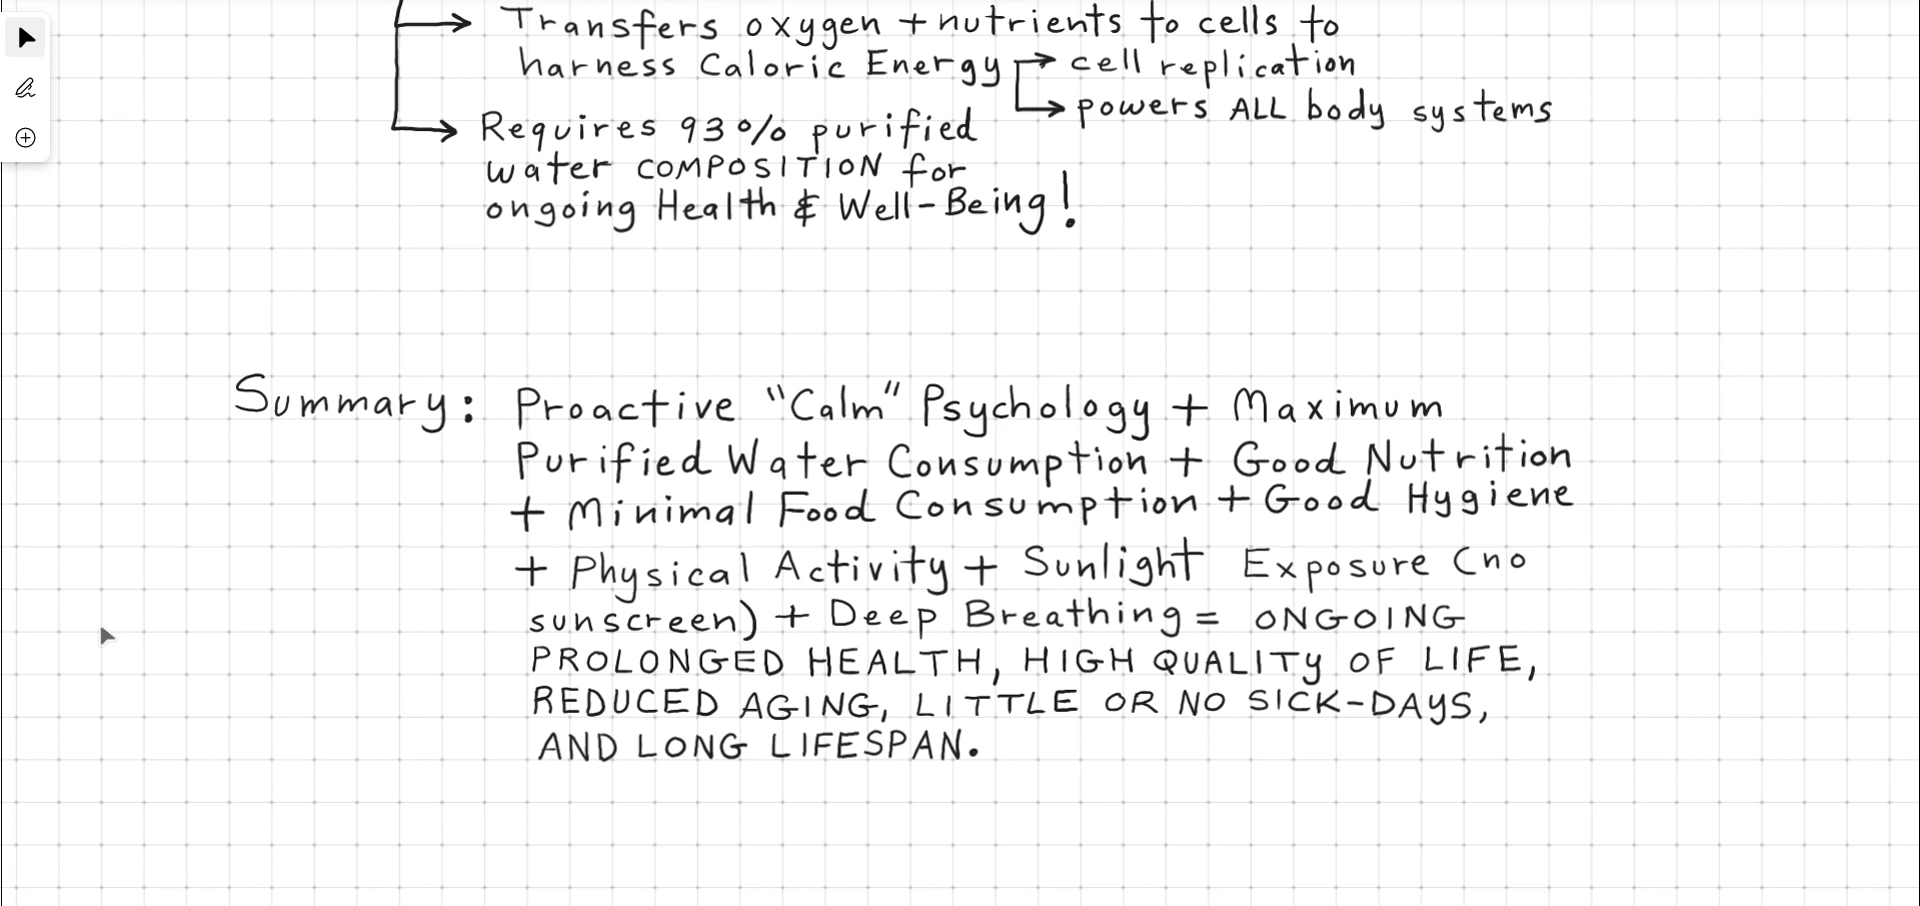 Transfers oxygen + nutrients to cells to
harness Caloric Energy → cell replication
→ powers ALL body systems
Requires 93% purified
water COMPOSITION for
ongoing Health & Well-Being!
Summary: Proactive "Calm" Psychology + Maximum
Purified Water Consumption + Good Nutrition
+ Minimal Food Consumption + Good Hygiene
+ Physical Activity + Sunlight Exposure (no
sunscreen) + Deep Breathing = ONGOING
PROLONGED HEALTH, HIGH QUALITY OF LIFE,
REDUCED AGING, LITTLE OR NO SICK-DAYS,
AND LONG LIFESPAN.